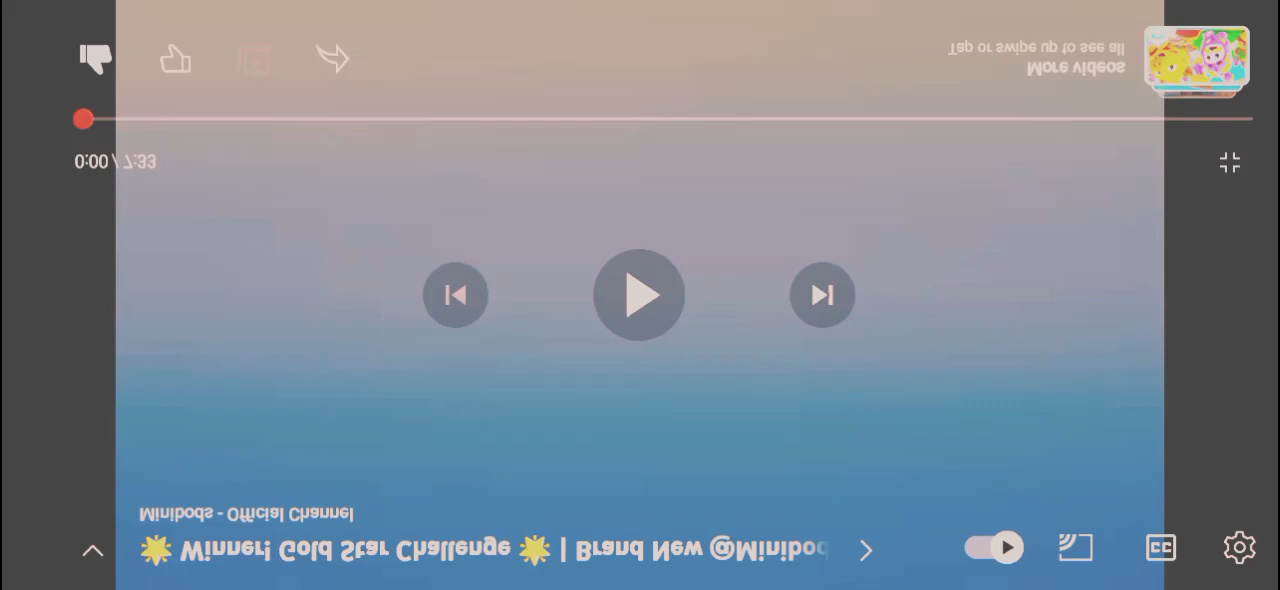 🌟 Winner! Gold Star Challenge 🌟 | Brand New @Minibod
Minibods - Official Channel
CC
0:00 / 7:33
More videos
Tap or swipe up to see all